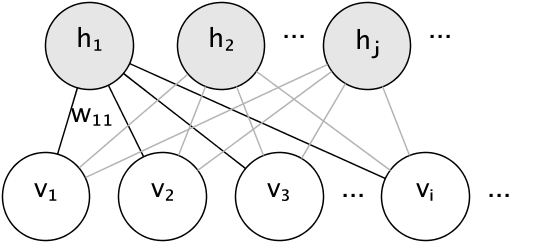 h₁ h₂ ... hⱼ ...
w₁₁
v₁ v₂ v₃ ... vᵢ ...